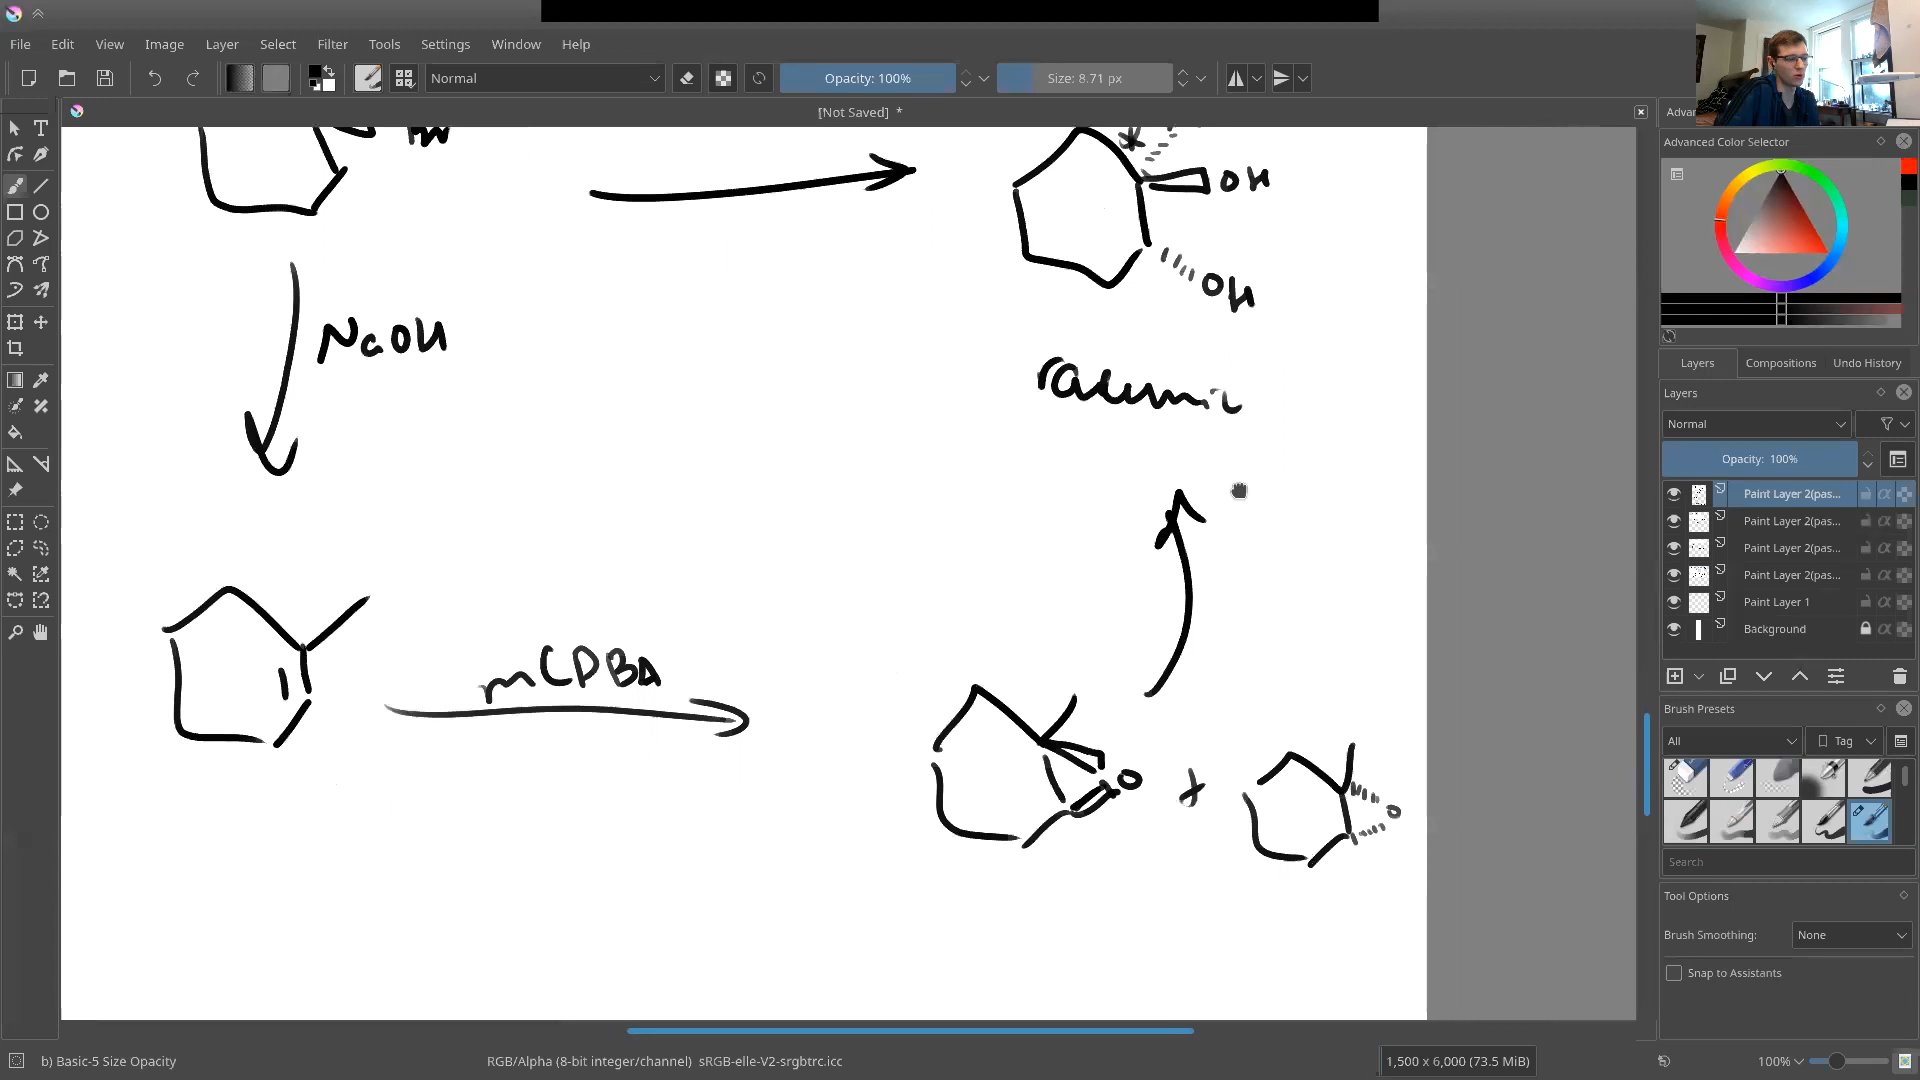 File Edit View Image Layer Select Filter Tools Settings Window Help
Normal
Opacity: 100%
Size: 8.71 px
[Not Saved] *
Advanced Color Selector
OH
OH
NaOH
racemic
mCPBA
O
+
O
Layers Compositions Undo History
Layers
Normal
Opacity: 100%
Paint Layer 2(pas...
Paint Layer 2(pas...
Paint Layer 2(pas...
Paint Layer 2(pas...
Paint Layer 1
Background
Brush Presets
All
Tag
Search
Tool Options
Brush Smoothing: None
Snap to Assistants
b) Basic-5 Size Opacity
RGB/Alpha (8-bit integer/channel) sRGB-elle-V2-srgbtrc.icc
1,500 x 6,000 (73.5 MiB)
100%